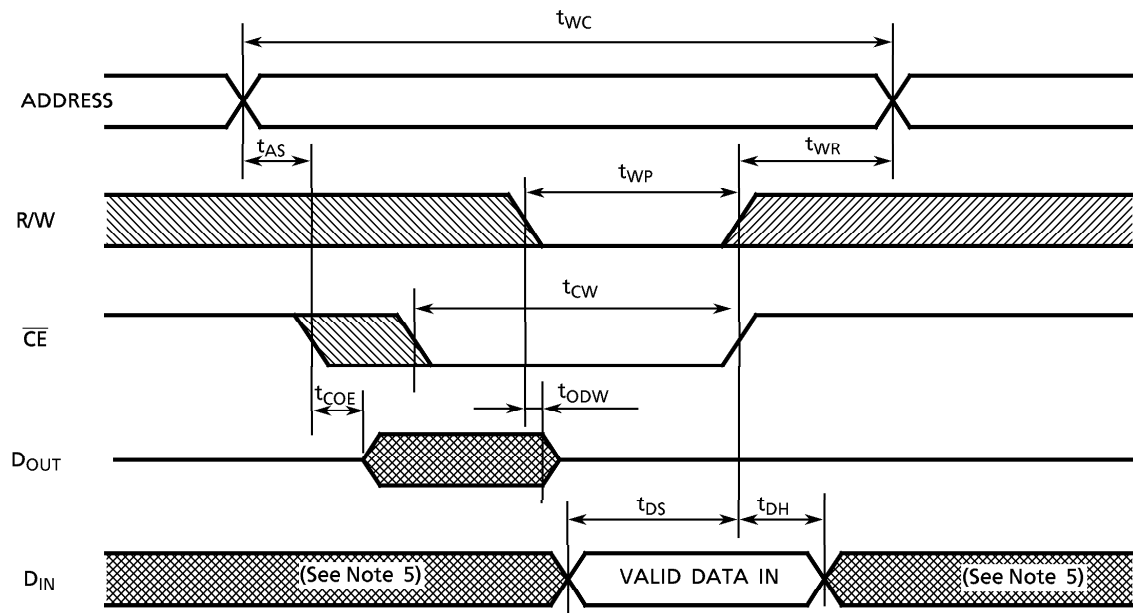 tWC
ADDRESS
tAS
tWR
tWP
R/W
tCW
CE
tCOE
tODW
DOUT
tDS
tDH
DIN
(See Note 5)
VALID DATA IN
(See Note 5)